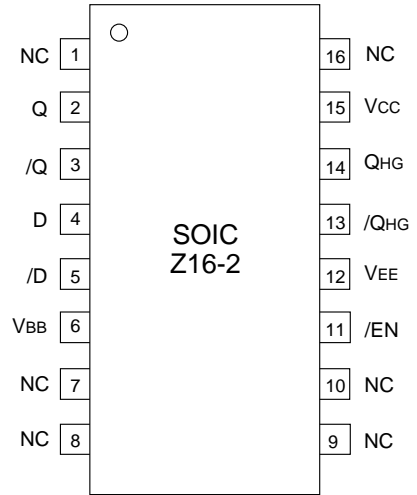 NC 1 16 NC
Q 2 15 VCC
/Q 3 14 QHG
D 4 13 /QHG
SOIC
Z16-2
/D 5 12 VEE
VBB 6 11 /EN
NC 7 10 NC
NC 8 9 NC